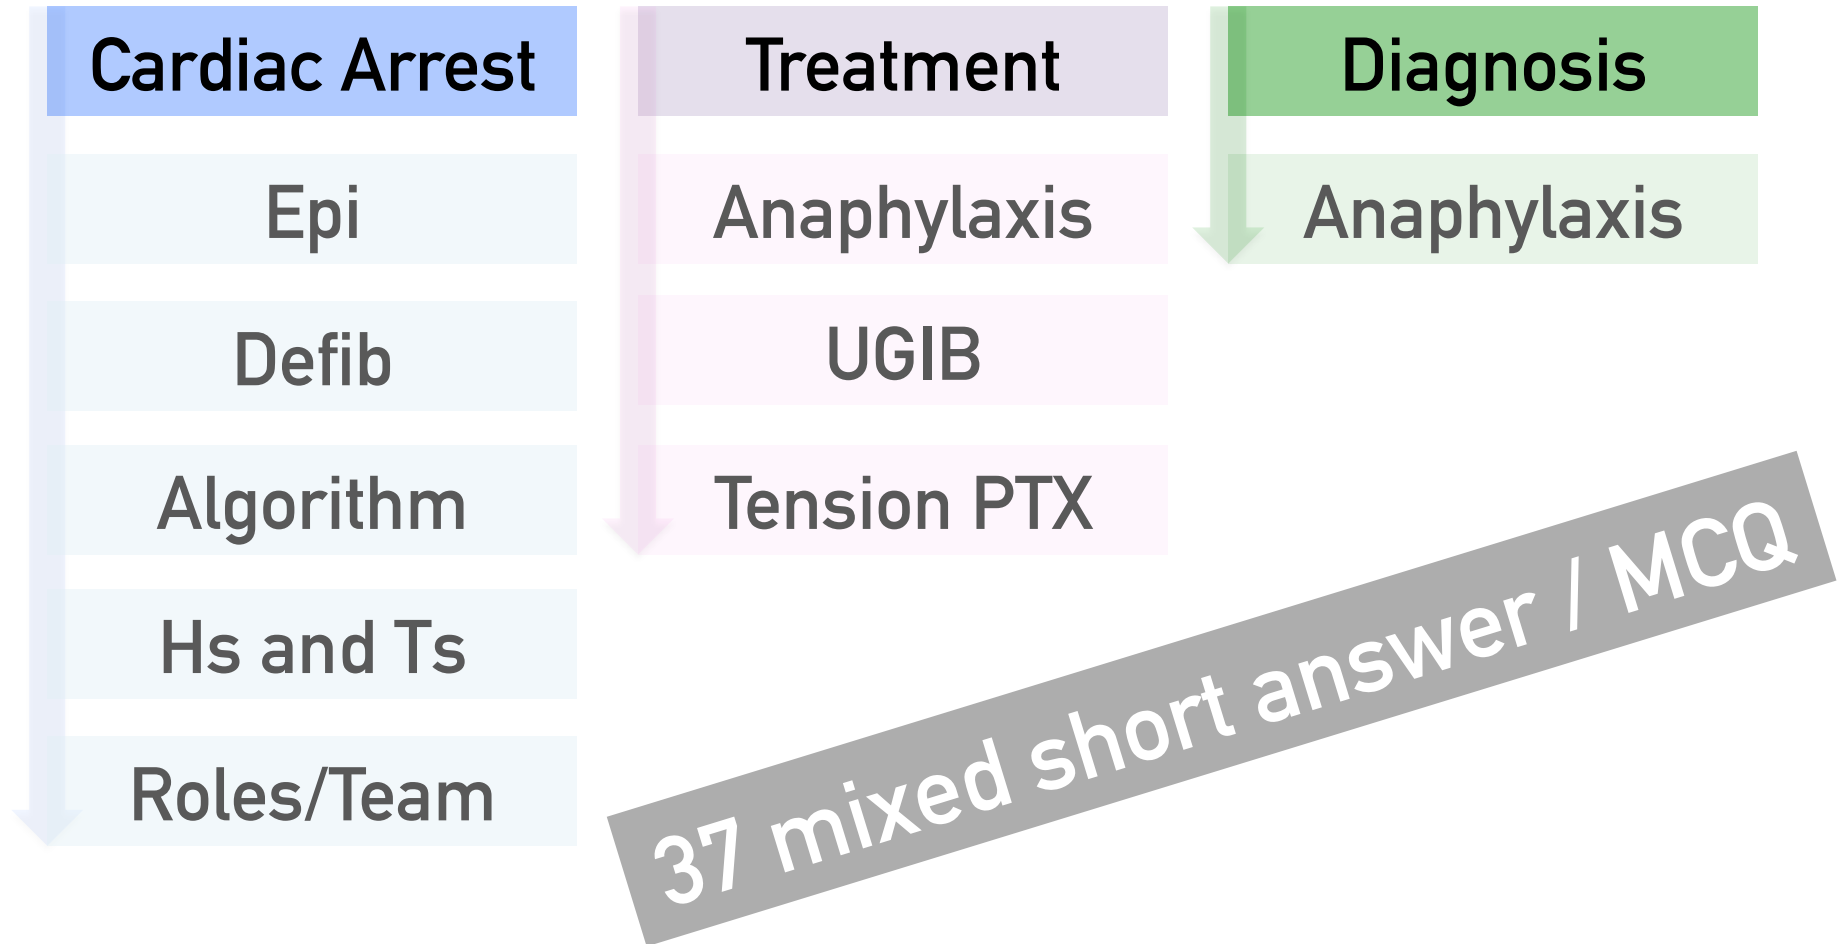 Cardiac Arrest
Epi
Defib
Algorithm
Hs and Ts
Roles/Team
Treatment
Anaphylaxis
UGIB
Tension PTX
Diagnosis
Anaphylaxis
37 mixed short answer / MCQ